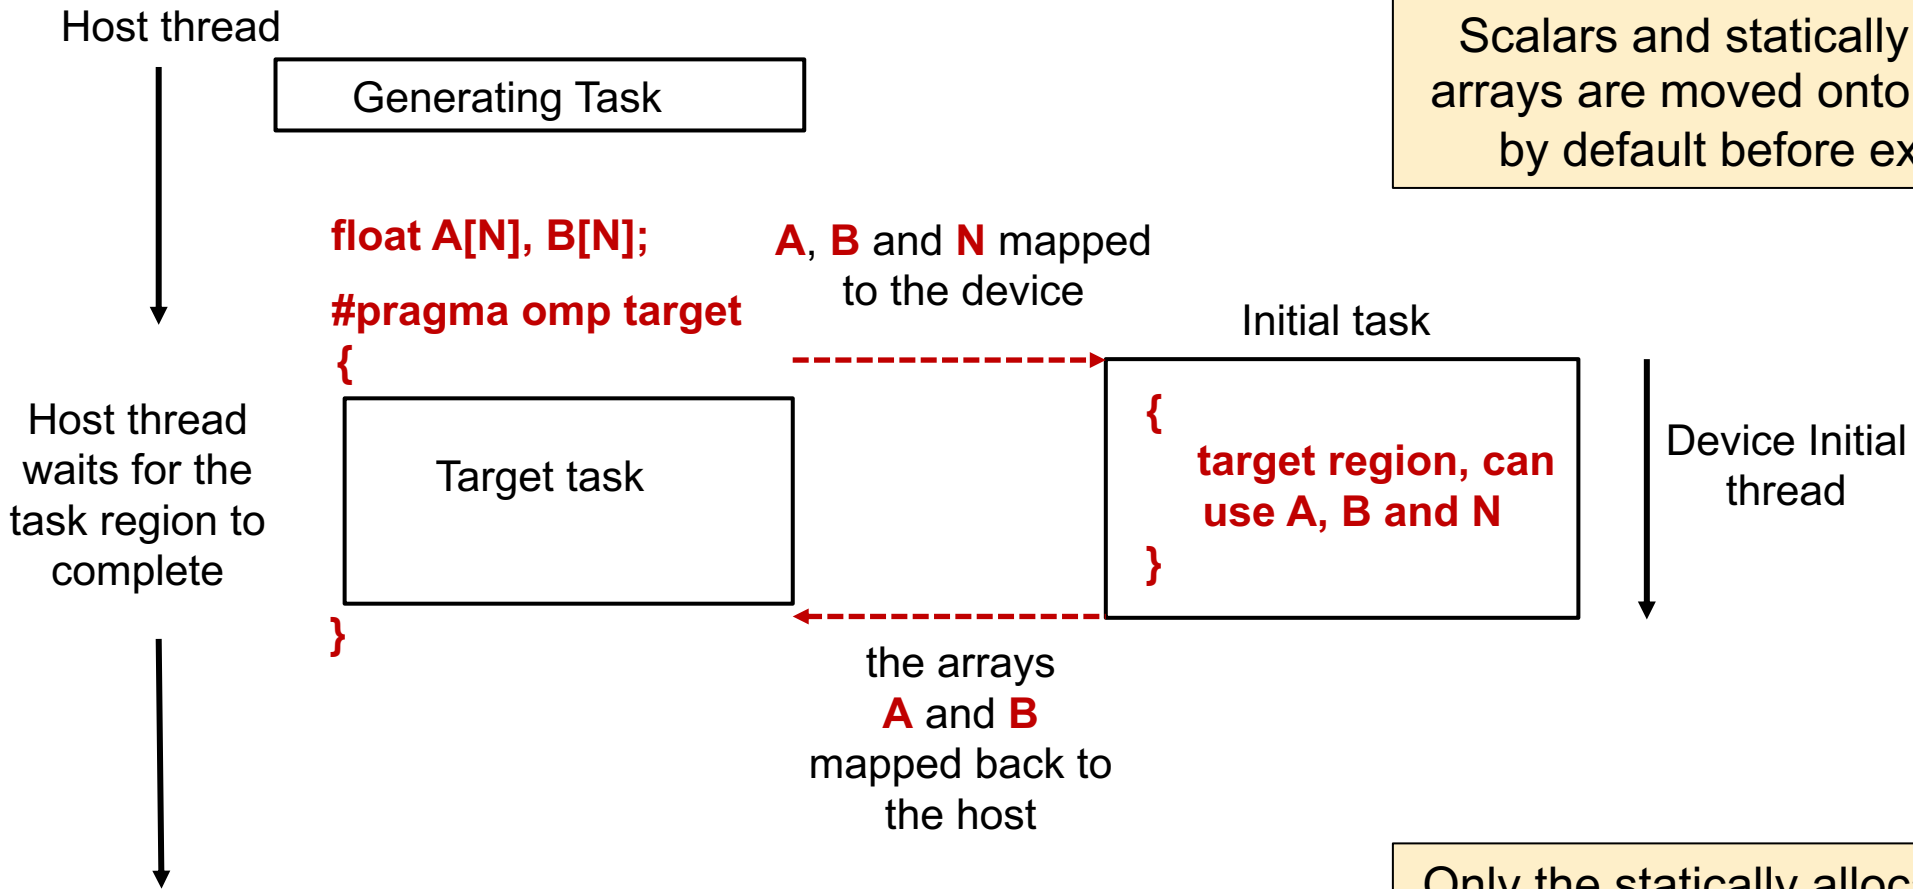 Host thread
Generating Task
Scalars and statically
arrays are moved onto
by default before
float A[N], B[N];
#pragma omp target
{
A, B and N mapped
to the device
Initial task
Host thread
waits for the
task region to
complete
Target task
{
target region, can
use A, B and N
}
Device Initial
thread
}
the arrays
A and B
mapped back to
the host
Only the statically